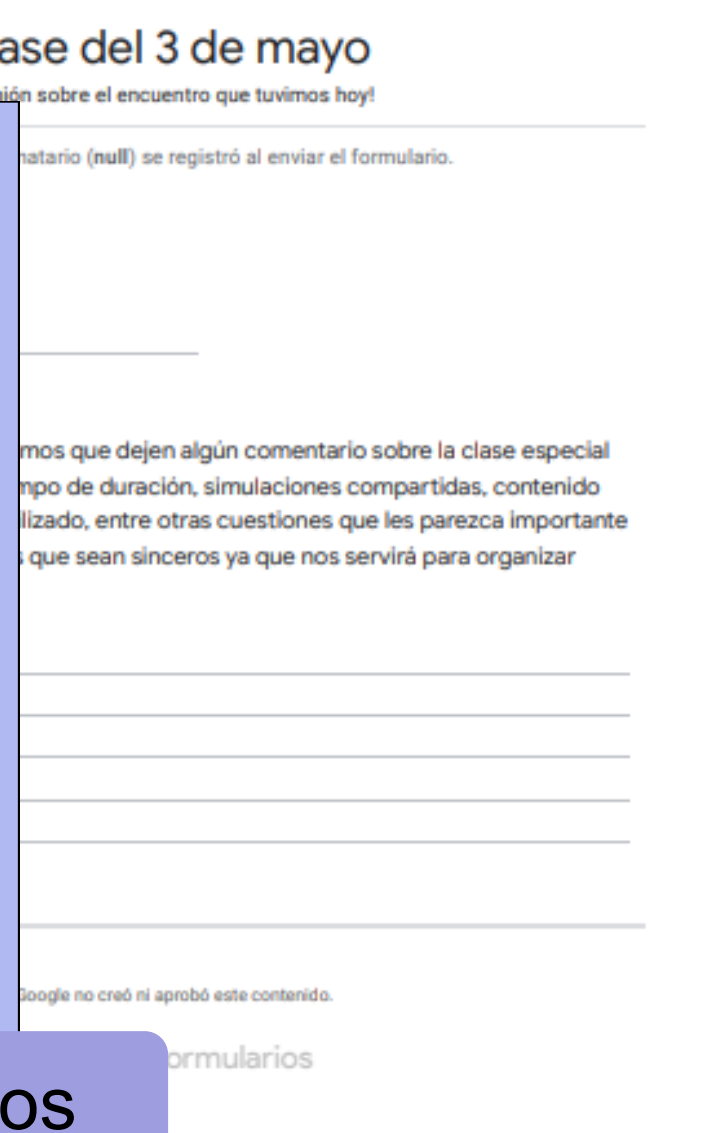 ase del 3 de mayo
nión sobre el encuentro que tuvimos hoy!
natario (null) se registró al enviar el formulario.
mos que dejen algún comentario sobre la clase especial
mpo de duración, simulaciones compartidas, contenido
lizado, entre otras cuestiones que les parezca importante
s que sean sinceros ya que nos servirá para organizar
Google no creó ni aprobó este contenido.
ormularios
os